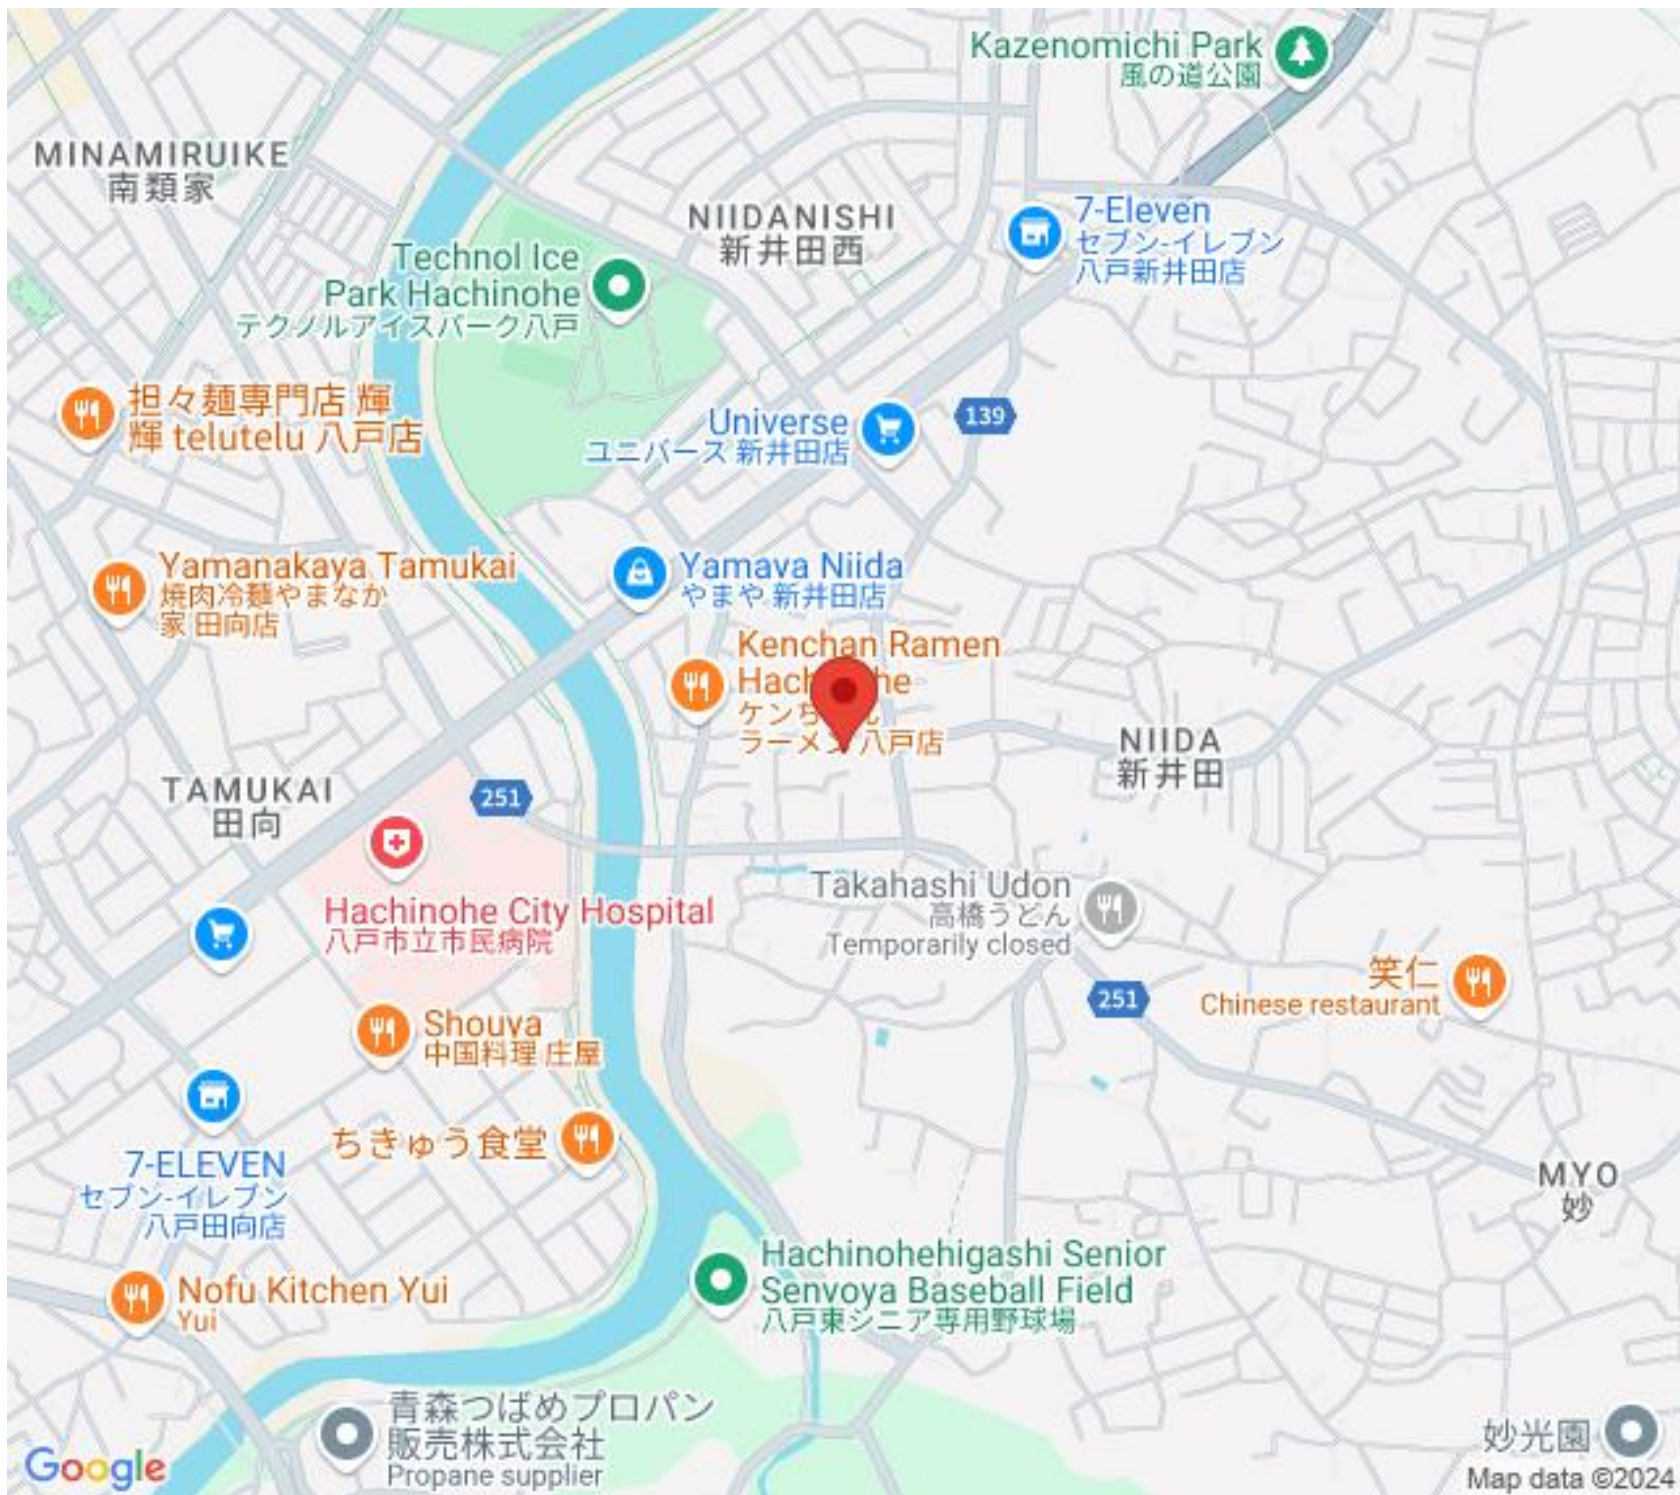 Kazenomichi Park
風の道公園
MINAMIRUIKE
南類家
NIIDANISHI
新井田西
7-Eleven
セブン-イレブン
八戸新井田店
Technol Ice
Park Hachinohe
テクノルアイスパーク八戸
担々麺専門店 輝
輝 telutelu 八戸店
Universe
ユニバース 新井田店
139
Yamanakaya Tamukai
焼肉冷麺やまなか
家 田向店
Yamava Niida
やまや 新井田店
Kenchan Ramen
ラーメン 八戸店
NIIDA
新井田
TAMUKAI
田向
251
Hachinohe City Hospital
八戸市立市民病院
Takahashi Udon
高橋うどん
Temporarily closed
笑仁
Chinese restaurant
251
Shouva
中国料理 庄屋
ちきゅう食堂
7-ELEVEN
セブン-イレブン
八戸田向店
MYO
妙
Hachinohehigashi Senior
Senvoya Baseball Field
八戸東シニア専用野球場
Nofu Kitchen Yui
Yui
青森つばめプロパン
販売株式会社
Propane supplier
妙光園
Google
Map data ©2024